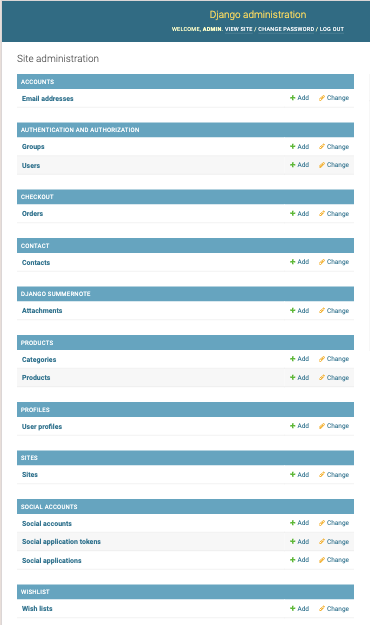 Django administration
WELCOME, ADMIN. VIEW SITE / CHANGE PASSWORD / LOG OUT
Site administration
ACCOUNTS
Email addresses Add Change
AUTHENTICATION AND AUTHORIZATION
Groups Add Change
Users Add Change
CHECKOUT
Orders Add Change
CONTACT
Contacts Add Change
DJANGO SUMMERNOTE
Attachments Add Change
PRODUCTS
Categories Add Change
Products Add Change
PROFILES
User profiles Add Change
SITES
Sites Add Change
SOCIAL ACCOUNTS
Social accounts Add Change
Social application tokens Add Change
Social applications Add Change
WISHLIST
Wish lists Add Change